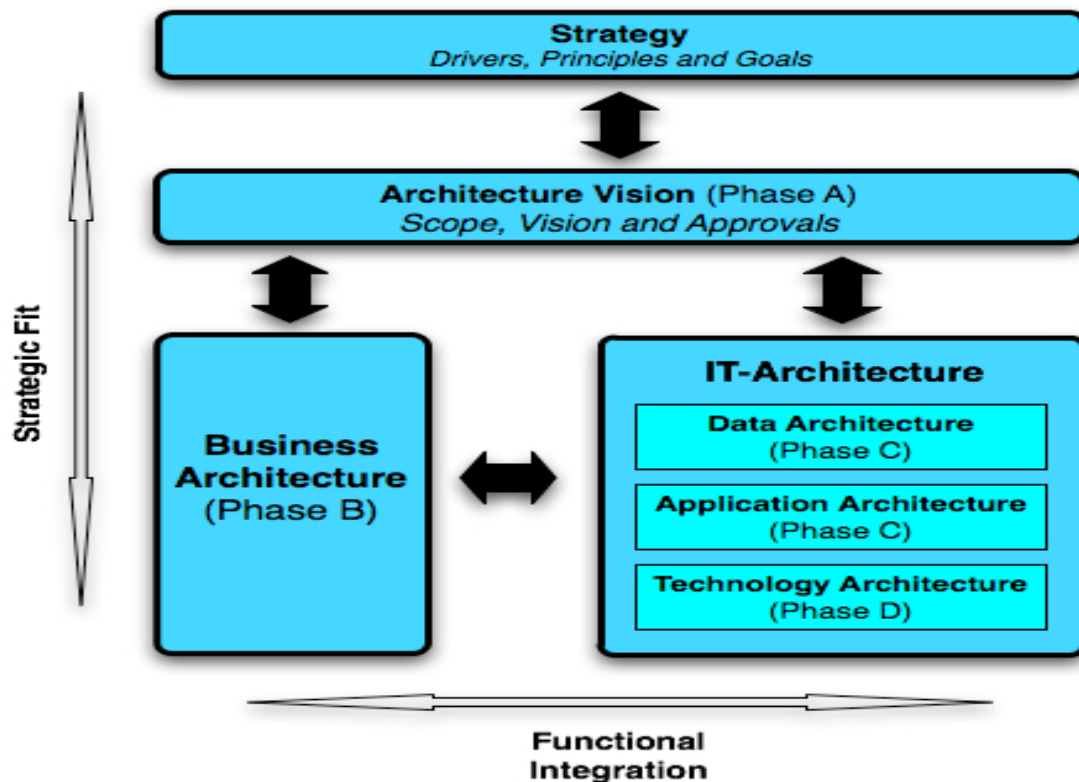 Strategy
Drivers, Principles and Goals
Architecture Vision (Phase A)
Scope, Vision and Approvals
Strategic Fit
Business
Architecture
(Phase B)
IT-Architecture
Data Architecture
(Phase C)
Application Architecture
(Phase C)
Technology Architecture
(Phase D)
Functional
Integration